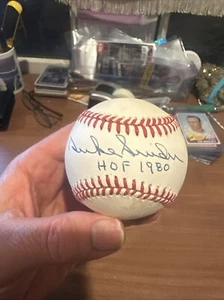 Duke Snider
HOF 1980